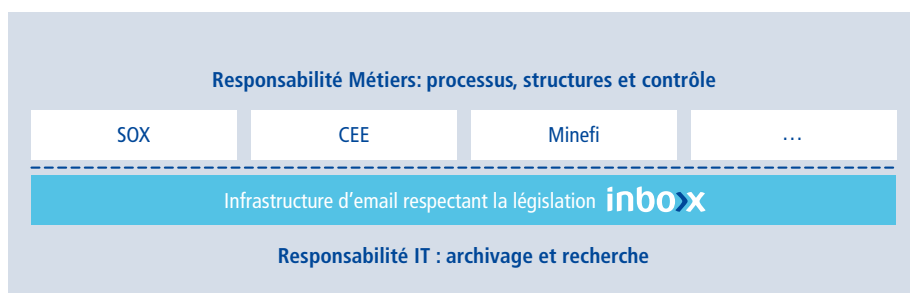 Responsabilité Métiers: processus, structures et contrôle
SOX CEE Minefi ...
Infrastructure d'email respectant la législation inboxx
Responsabilité IT : archivage et recherche